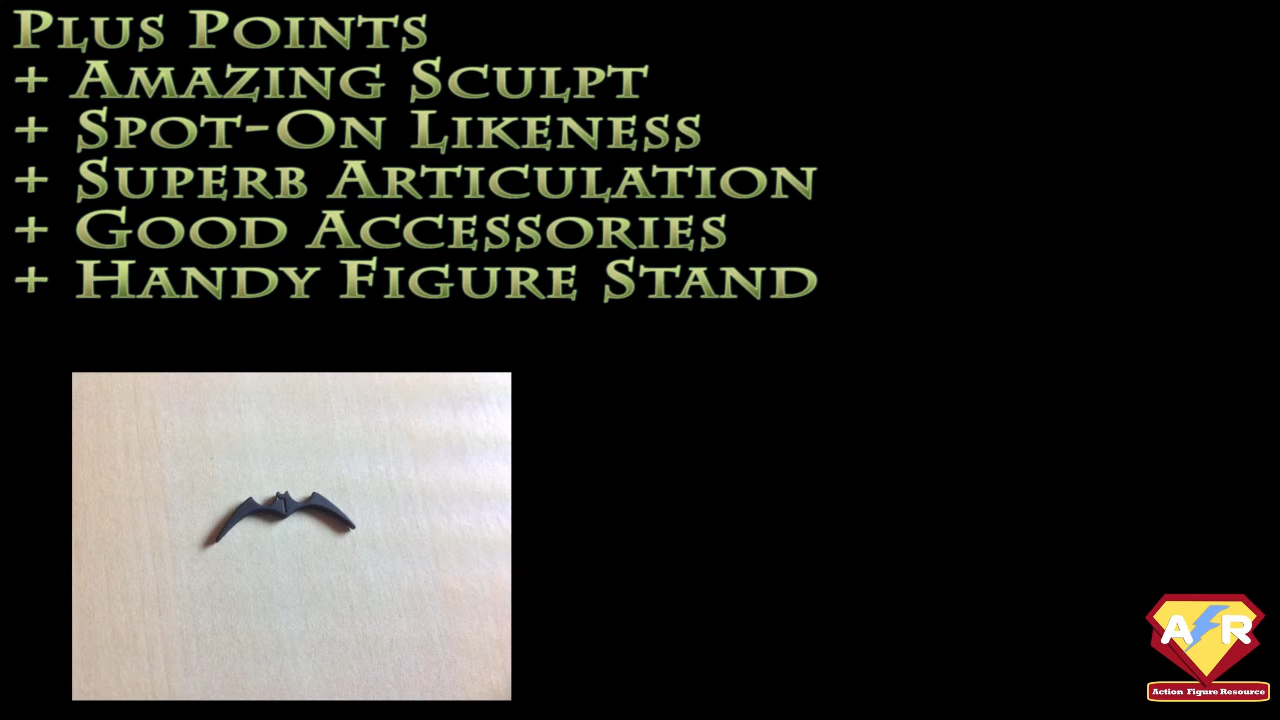 Plus Points
+ Amazing Sculpt
+ Spot-On Likeness
+ Superb Articulation
+ Good Accessories
+ Handy Figure Stand
AFR
Action Figure Resource